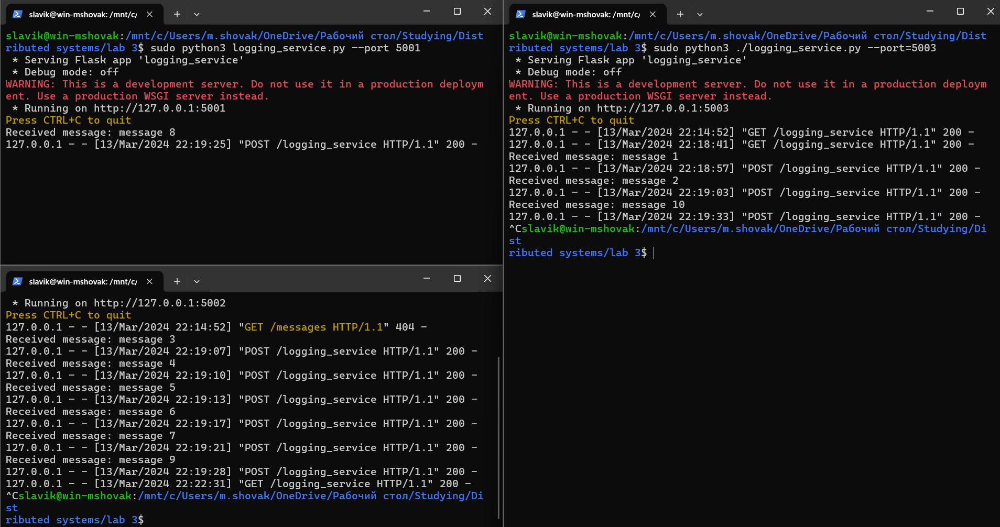 slavik@win-mshovak: /mnt/c/
slavik@win-mshovak:/mnt/c/Users/m.shovak/OneDrive/Рабочий стол/Studying/Dist
ributed systems/lab 3$ sudo python3 logging_service.py --port 5001
 * Serving Flask app 'logging_service'
 * Debug mode: off
WARNING: This is a development server. Do not use it in a production deploym
ent. Use a production WSGI server instead.
 * Running on http://127.0.0.1:5001
Press CTRL+C to quit
Received message: message 8
127.0.0.1 - - [13/Mar/2024 22:19:25] "POST /logging_service HTTP/1.1" 200 -
slavik@win-mshovak: /mnt/c/
 * Running on http://127.0.0.1:5002
Press CTRL+C to quit
127.0.0.1 - - [13/Mar/2024 22:14:52] "GET /messages HTTP/1.1" 404 -
Received message: message 3
127.0.0.1 - - [13/Mar/2024 22:19:07] "POST /logging_service HTTP/1.1" 200 -
Received message: message 4
127.0.0.1 - - [13/Mar/2024 22:19:10] "POST /logging_service HTTP/1.1" 200 -
Received message: message 5
127.0.0.1 - - [13/Mar/2024 22:19:13] "POST /logging_service HTTP/1.1" 200 -
Received message: message 6
127.0.0.1 - - [13/Mar/2024 22:19:17] "POST /logging_service HTTP/1.1" 200 -
Received message: message 7
127.0.0.1 - - [13/Mar/2024 22:19:21] "POST /logging_service HTTP/1.1" 200 -
Received message: message 9
127.0.0.1 - - [13/Mar/2024 22:19:28] "POST /logging_service HTTP/1.1" 200 -
127.0.0.1 - - [13/Mar/2024 22:22:31] "GET /logging_service HTTP/1.1" 200 -
^Cslavik@win-mshovak:/mnt/c/Users/m.shovak/OneDrive/Рабочий стол/Studying/Di
st
ributed systems/lab 3$
slavik@win-mshovak: /mnt/c/
slavik@win-mshovak:/mnt/c/Users/m.shovak/OneDrive/Рабочий стол/Studying/Dist
ributed systems/lab 3$ sudo python3 ./logging_service.py --port=5003
 * Serving Flask app 'logging_service'
 * Debug mode: off
WARNING: This is a development server. Do not use it in a production deploym
ent. Use a production WSGI server instead.
 * Running on http://127.0.0.1:5003
Press CTRL+C to quit
127.0.0.1 - - [13/Mar/2024 22:14:52] "GET /logging_service HTTP/1.1" 200 -
127.0.0.1 - - [13/Mar/2024 22:18:41] "GET /logging_service HTTP/1.1" 200 -
Received message: message 1
127.0.0.1 - - [13/Mar/2024 22:18:57] "POST /logging_service HTTP/1.1" 200 -
Received message: message 2
127.0.0.1 - - [13/Mar/2024 22:19:03] "POST /logging_service HTTP/1.1" 200 -
Received message: message 10
127.0.0.1 - - [13/Mar/2024 22:19:33] "POST /logging_service HTTP/1.1" 200 -
^Cslavik@win-mshovak:/mnt/c/Users/m.shovak/OneDrive/Рабочий стол/Studying/Di
st
ributed systems/lab 3$